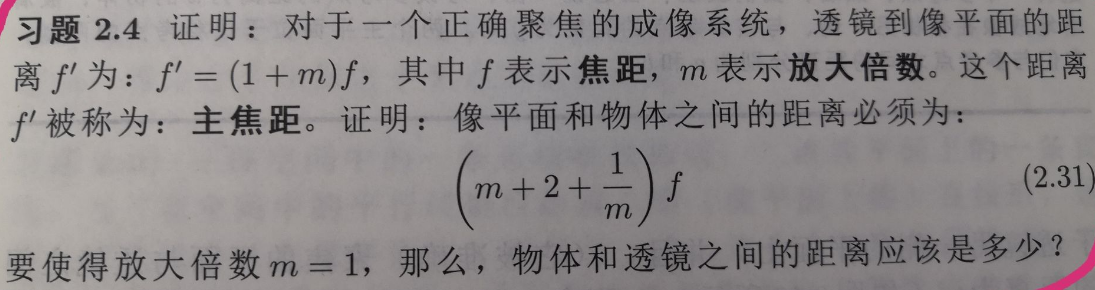 习题 2.4 证明：对于一个正确聚焦的成像系统，透镜到像平面的距
离 f′ 为：f′ = (1 + m)f，其中 f 表示焦距，m 表示放大倍数。这个距离
f′ 被称为：主焦距。证明：像平面和物体之间的距离必须为：
(m + 2 + 1/m) f (2.31)
要使得放大倍数 m = 1，那么，物体和透镜之间的距离应该是多少？